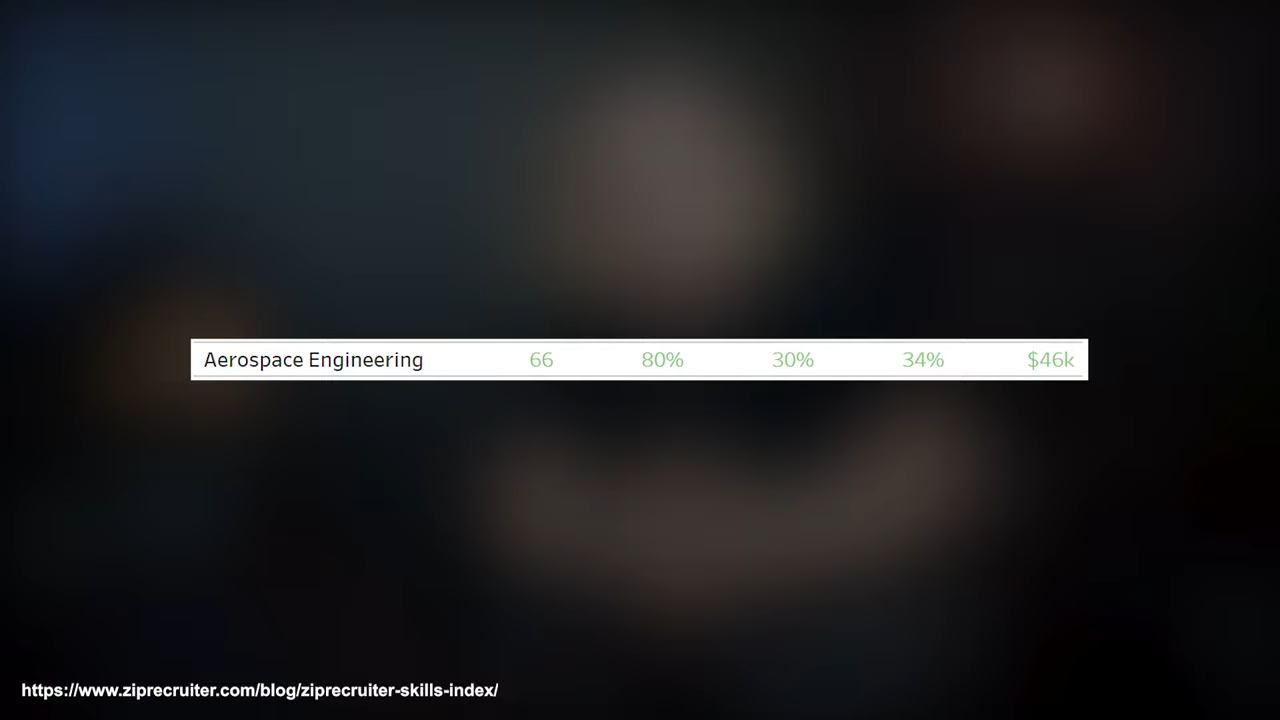 Aerospace Engineering 66 80% 30% 34% $46k
https://www.ziprecruiter.com/blog/ziprecruiter-skills-index/